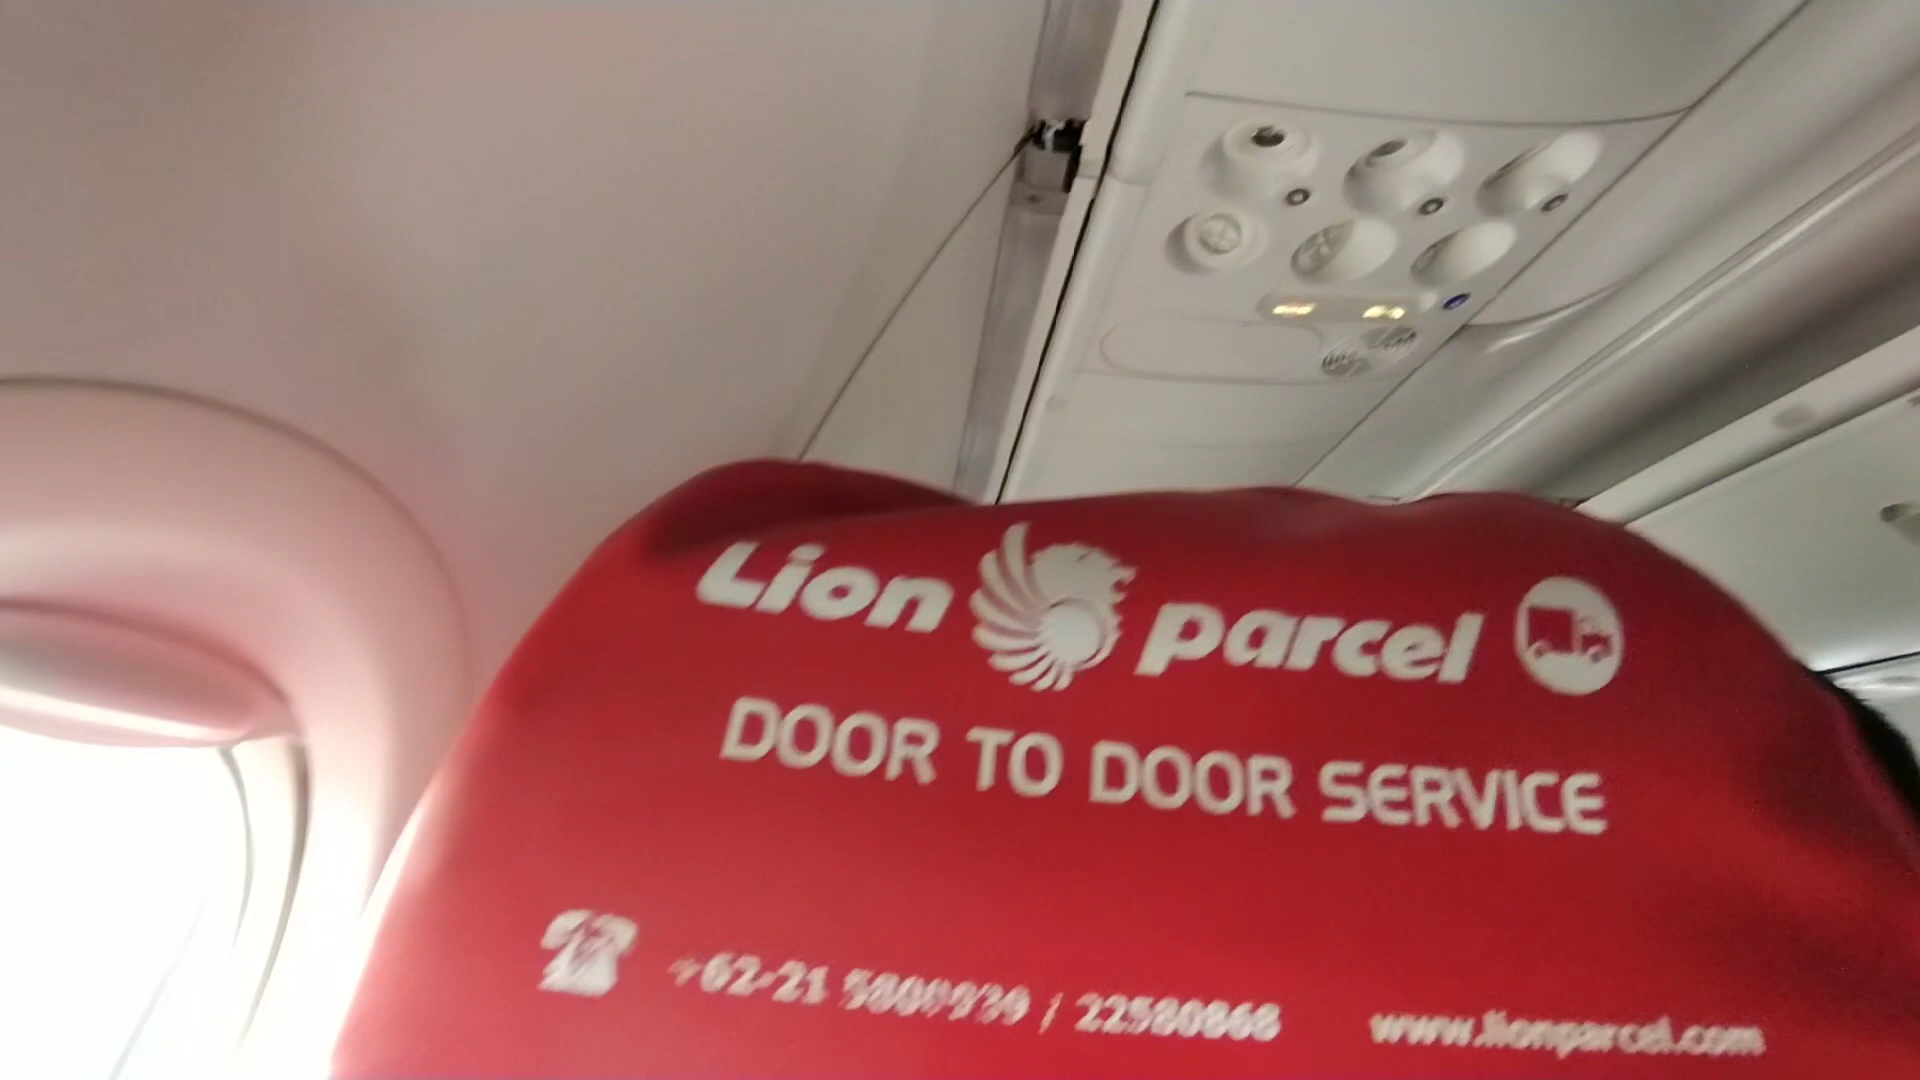 Lion parcel
DOOR TO DOOR SERVICE
+62-21 / 22580868 www.lionparcel.com